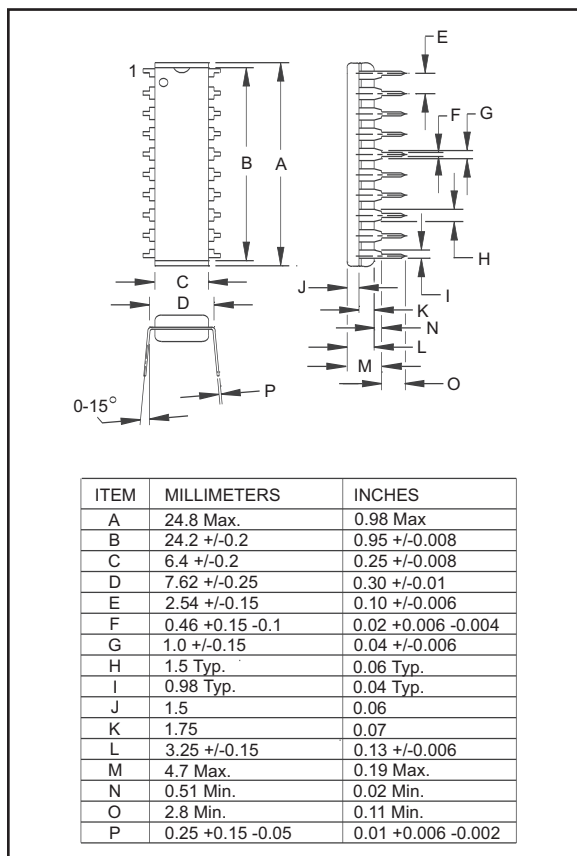 E
1
F
G
B
A
H
C
J
I
D
K
N
L
M
P
O
0-15°
ITEM MILLIMETERS INCHES
A 24.8 Max. 0.98 Max
B 24.2 +/-0.2 0.95 +/-0.008
C 6.4 +/-0.2 0.25 +/-0.008
D 7.62 +/-0.25 0.30 +/-0.01
E 2.54 +/-0.15 0.10 +/-0.006
F 0.46 +0.15 -0.1 0.02 +0.006 -0.004
G 1.0 +/-0.15 0.04 +/-0.006
H 1.5 Typ. 0.06 Typ.
I 0.98 Typ. 0.04 Typ.
J 1.5 0.06
K 1.75 0.07
L 3.25 +/-0.15 0.13 +/-0.006
M 4.7 Max. 0.19 Max.
N 0.51 Min. 0.02 Min.
O 2.8 Min. 0.11 Min.
P 0.25 +0.15 -0.05 0.01 +0.006 -0.002